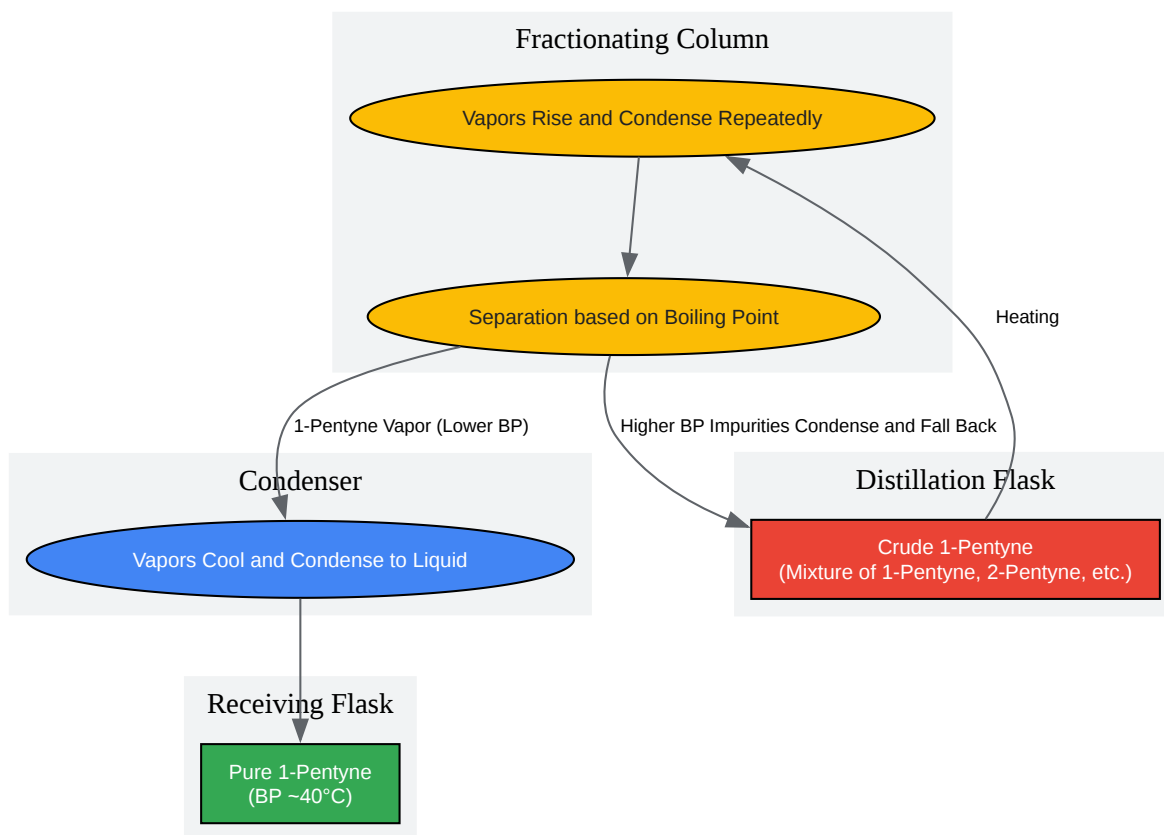 Fractionating Column
Vapors Rise and Condense Repeatedly
Separation based on Boiling Point
Heating
1-Pentyne Vapor (Lower BP)
Higher BP Impurities Condense and Fall Back
Condenser
Vapors Cool and Condense to Liquid
Distillation Flask
Crude 1-Pentyne
(Mixture of 1-Pentyne, 2-Pentyne, etc.)
Receiving Flask
Pure 1-Pentyne
(BP ~40°C)